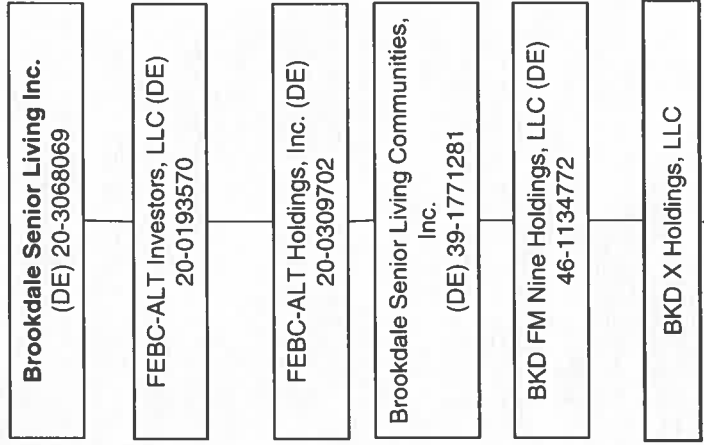 Brookdale Senior Living Inc.
(DE) 20-3068069
FEBC-ALT Investors, LLC (DE)
20-0193570
FEBC-ALT Holdings, Inc. (DE)
20-0309702
Brookdale Senior Living Communities,
Inc.
(DE) 39-1771281
BKD FM Nine Holdings, LLC (DE)
46-1134772
BKD X Holdings, LLC